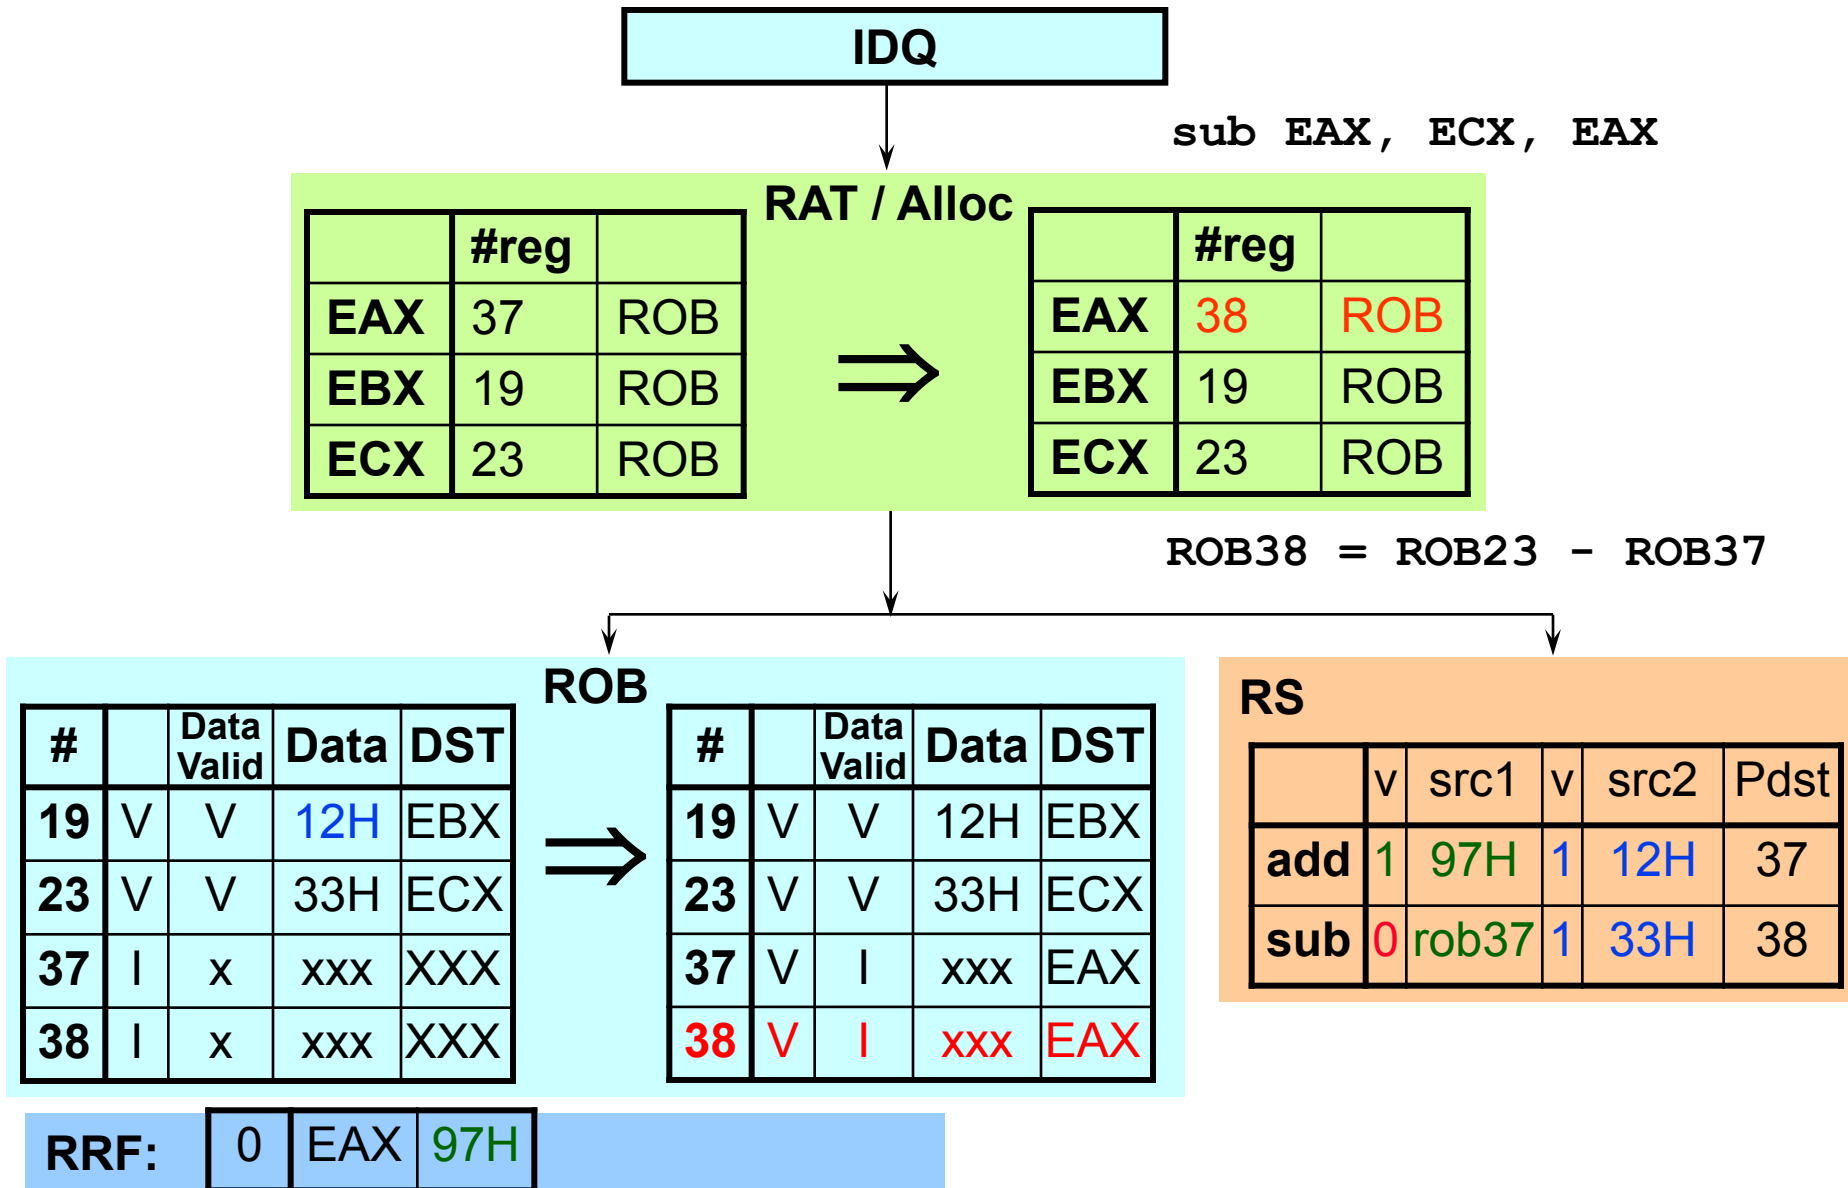 IDQ
sub EAX, ECX, EAX
RAT / Alloc
#reg
EAX 37 ROB
EBX 19 ROB
ECX 23 ROB
⇒
#reg
EAX 38 ROB
EBX 19 ROB
ECX 23 ROB
ROB38 = ROB23 - ROB37
ROB
# Data Valid Data DST
19 V V 12H EBX
23 V V 33H ECX
37 I x xxx XXX
38 I x xxx XXX
⇒
# Data Valid Data DST
19 V V 12H EBX
23 V V 33H ECX
37 V I xxx EAX
38 V I xxx EAX
RS
v src1 v src2 Pdst
add 1 97H 1 12H 37
sub 0 rob37 1 33H 38
RRF: 0 EAX 97H